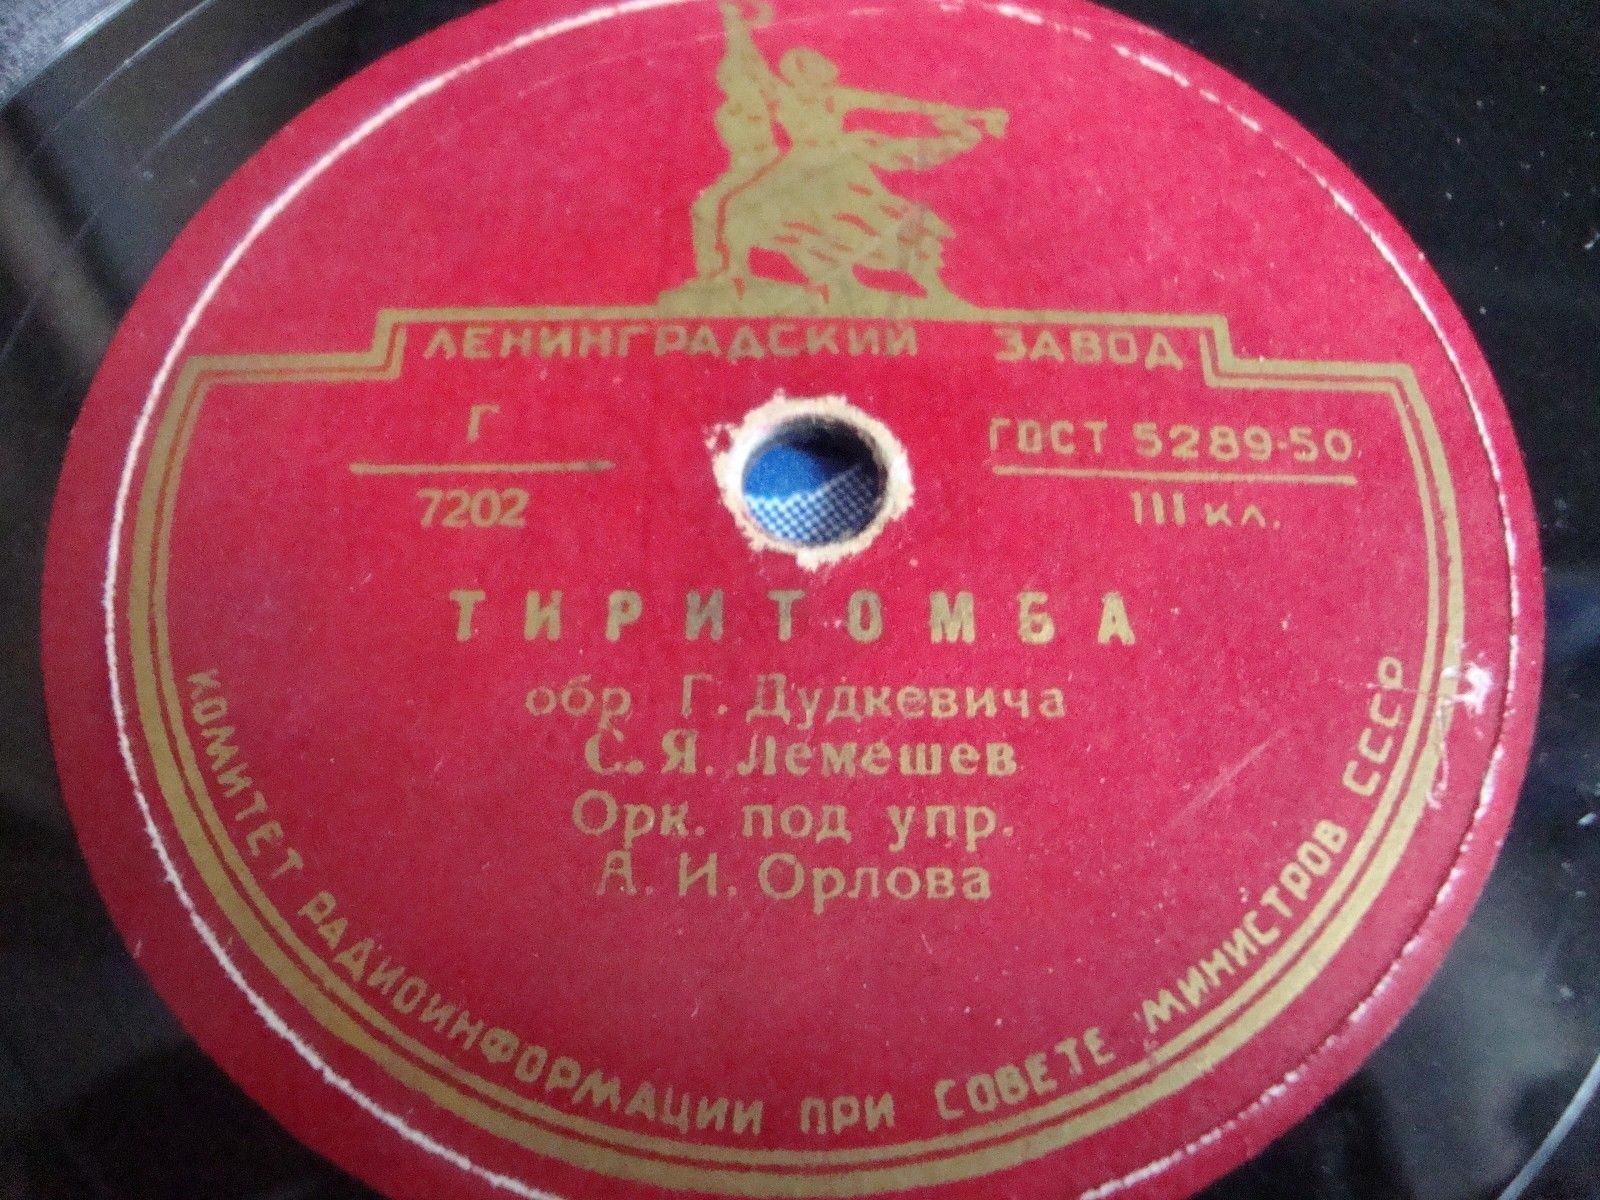 ЛЕНИНГРАДСКИЙ ЗАВОД
Г
7202
ГОСТ 5289-50
III кл.
ТИРИТОМБА
обр Г. Дудкевича
С. Я. Лемешев
Орк. под упр.
А. И. Орлова
КОМИТЕТ РАДИОИНФОРМАЦИИ ПРИ СОВЕТЕ МИНИСТРОВ СССР